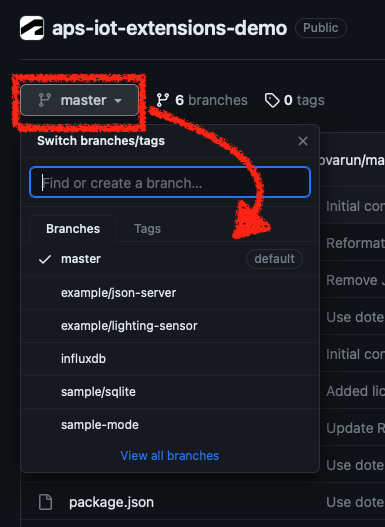 aps-iot-extensions-demo Public
master 6 branches 0 tags
Switch branches/tags
ovarun/ma
Find or create a branch...
Initial com
Branches Tags
Reformat
master default
Remove J
example/json-server
Use dote
example/lighting-sensor
influxdb
Initial con
sample/sqlite
Added lic
sample-mode
Update R
View all branches
Use dote
package.json
Use dote